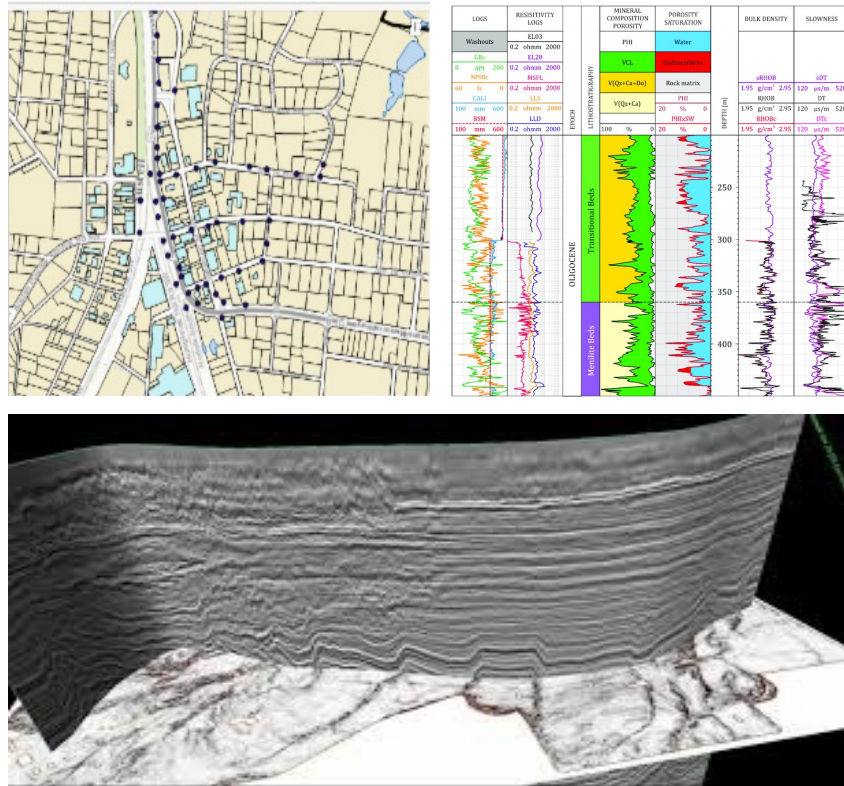 LOGS
RESISITIVITY
LOGS
EPOCH
LITHOSTRATIGRAPHY
MINERAL
COMPOSITION
POROSITY
POROSITY
SATURATION
DEPTH [m]
BULK DENSITY
SLOWNESS
Washouts
EL03
0.2 ohmm 2000
PHI
Water
GRc
0 API 200
EL28
0.2 ohmm 2000
VCL
Hydrocarbons
NPHIc
60 0
MSFL
0.2 ohmm 2000
V(Qz+Ca+Do)
Rock matrix
sRHOB
1.95 g/cm³ 2.95
sDT
120 μs/m 520
CALI
100 mm 600
LLS
0.2 ohmm 2000
V(Qz+Ca)
PHI
20 % 0
RHOB
1.95 g/cm³ 2.95
DT
120 μs/m 520
BSM
100 mm 600
LLD
0.2 ohmm 2000
100 % 0
PHIxSW
20 % 0
RHOBc
1.95 g/cm³ 2.95
DTc
120 μs/m 520
OLIGOCENE
Transitional Beds
Menilite Beds
250
300
350
400